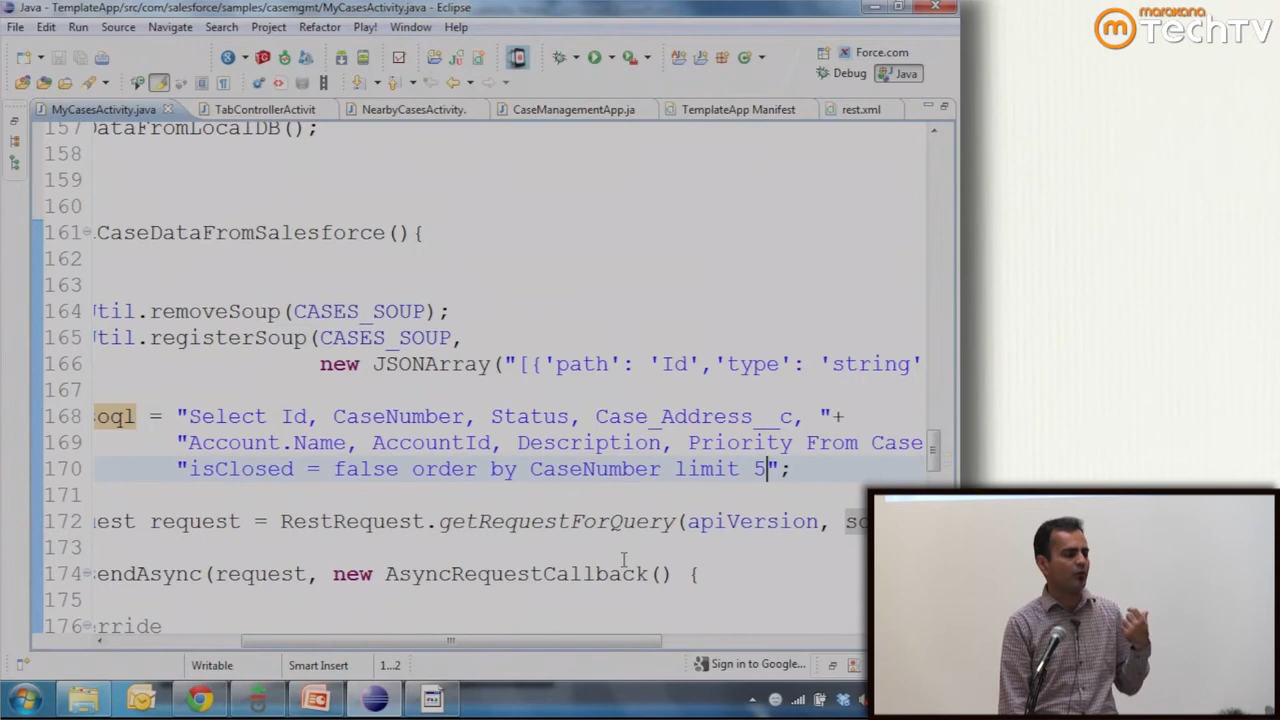 Java - TemplateApp/src/com/salesforce/samples/casemgmt/MyCasesActivity.java - Eclipse
File Edit Run Source Navigate Search Project Refactor Play! Window Help
maraкana
TechTV
Force.com
Debug Java
MyCasesActivity.java TabControllerActivit NearbyCasesActivity. CaseManagementApp.ja TemplateApp Manifest rest.xml
157 DataFromLocalDB();
158
159
160
161 CaseDataFromSalesforce(){
162
163
164 Util.removeSoup(CASES_SOUP);
165 Util.registerSoup(CASES_SOUP,
166 new JSONArray("[{'path': 'Id','type': 'string'
167
168 soql = "Select Id, CaseNumber, Status, Case_Address__c, "+
169 "Account.Name, AccountId, Description, Priority From Case
170 "isClosed = false order by CaseNumber limit 5";
171
172 uest request = RestRequest.getRequestForQuery(apiVersion, so
173
174 endAsync(request, new AsyncRequestCallback() {
175
176 rride
Writable Smart Insert 1...2 Sign in to Google...